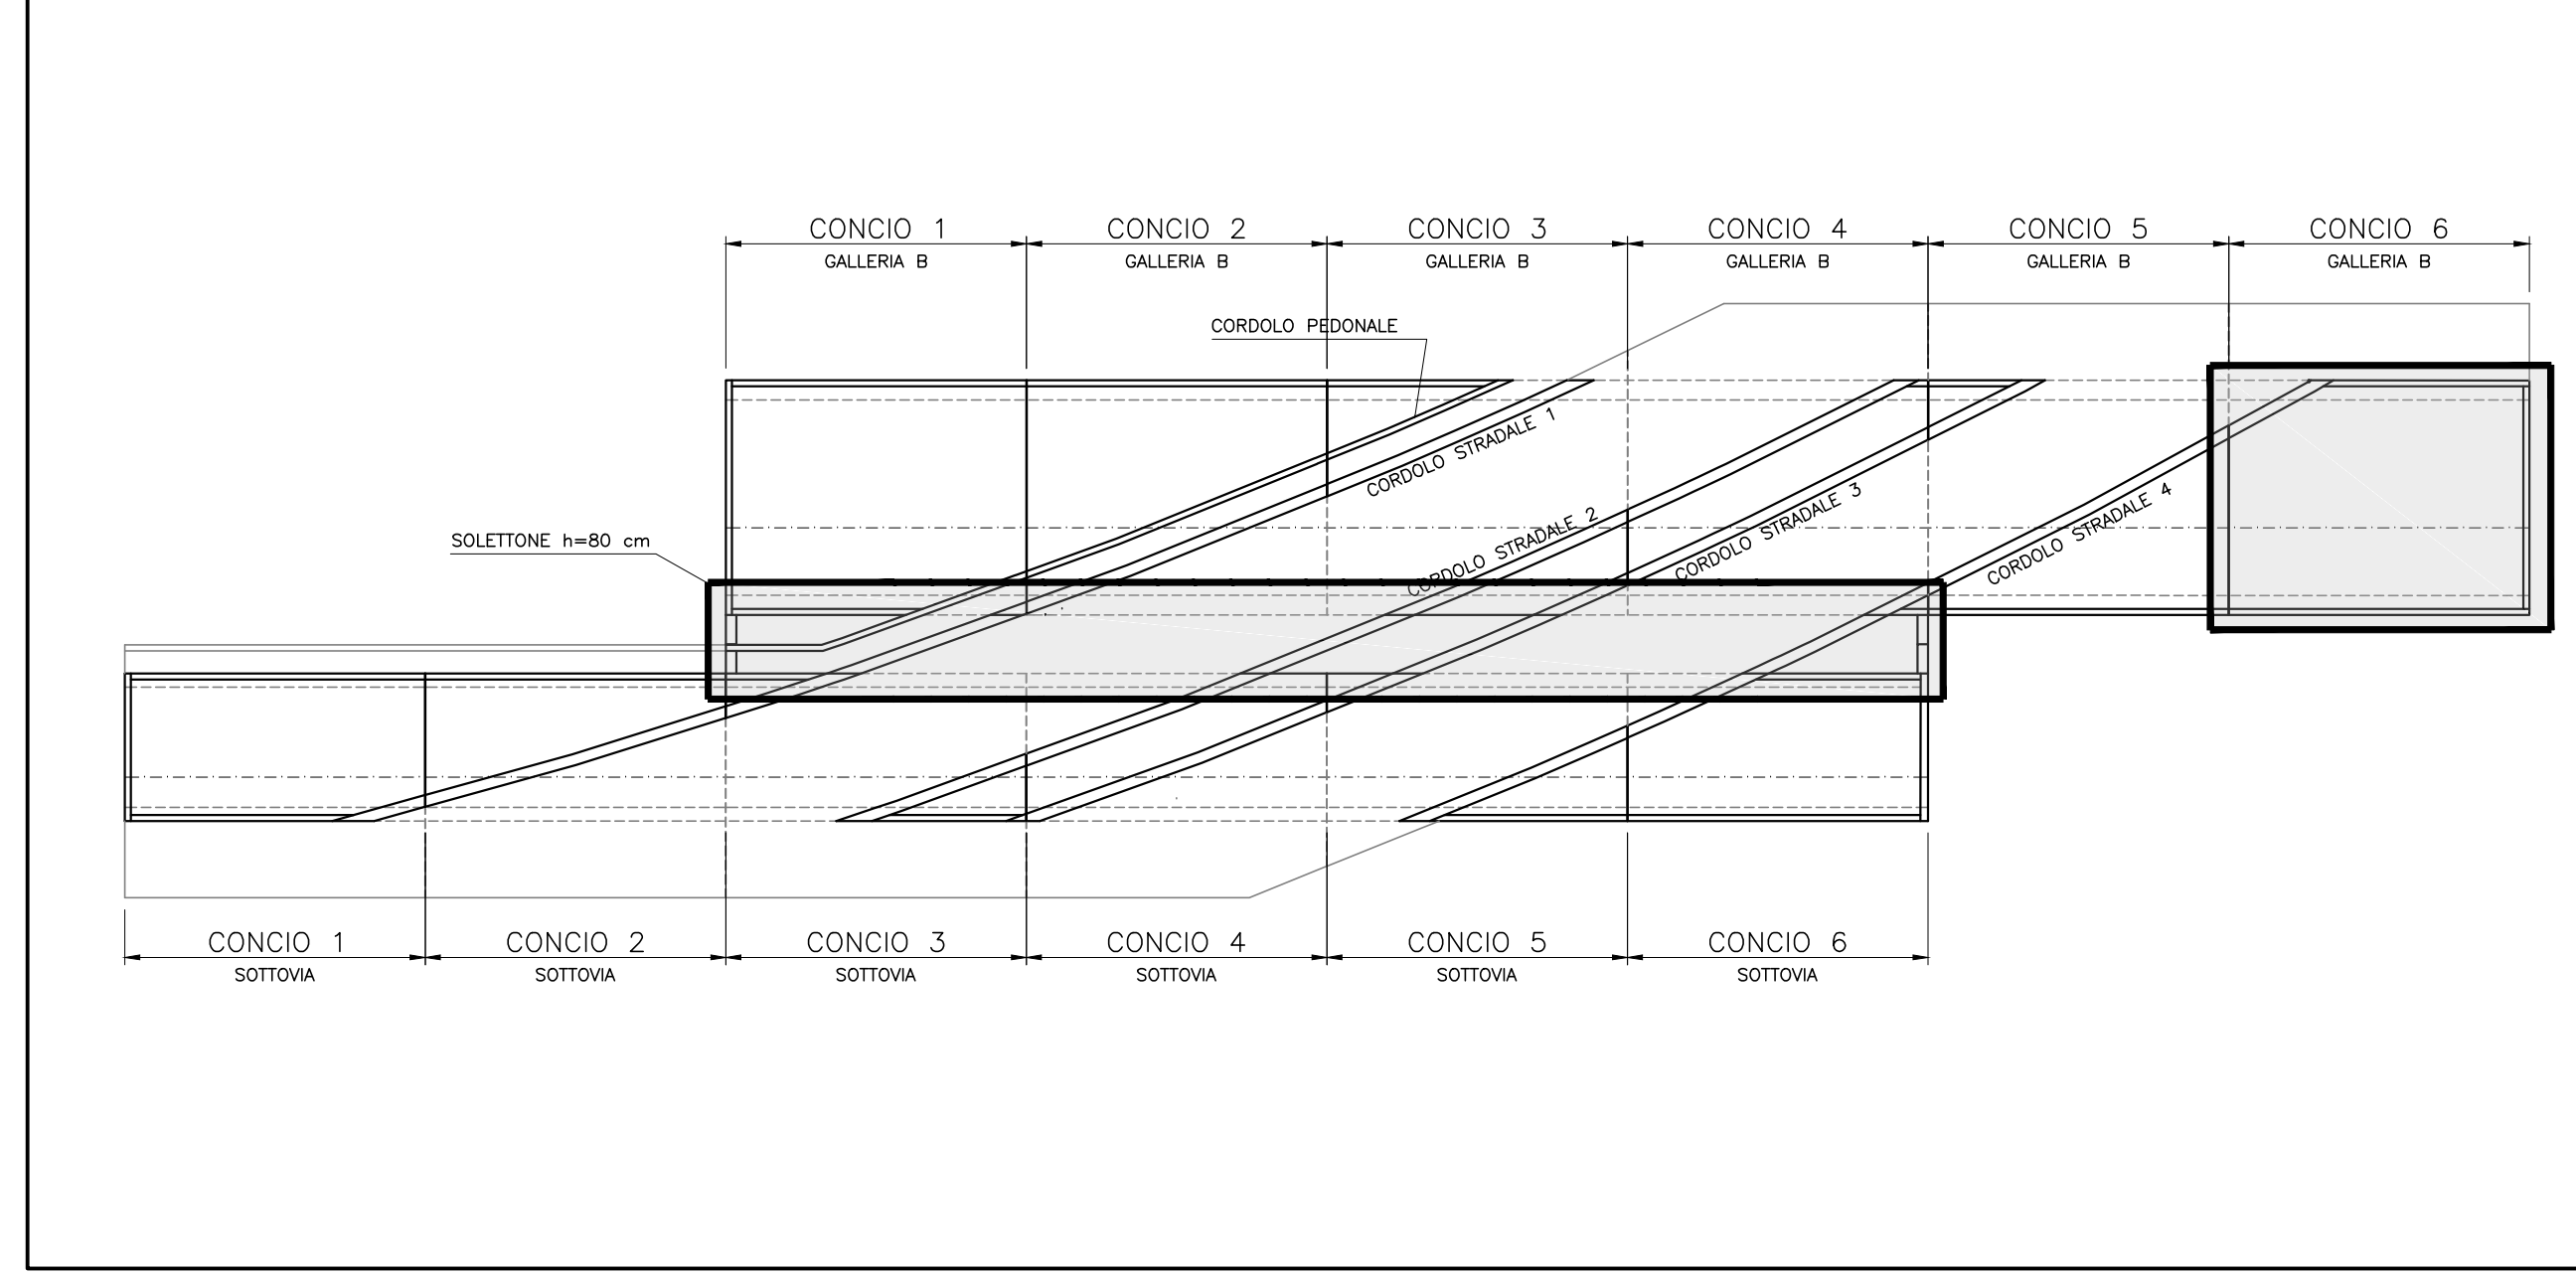 CONCIO 1
GALLERIA B
CONCIO 2
GALLERIA B
CONCIO 3
GALLERIA B
CONCIO 4
GALLERIA B
CONCIO 5
GALLERIA B
CONCIO 6
GALLERIA B
CORDOLO PEDONALE
CORDOLO STRADALE 1
CORDOLO STRADALE 2
CORDOLO STRADALE 3
CORDOLO STRADALE 4
SOLETTONE h=80 cm
CONCIO 1
SOTTOVIA
CONCIO 2
SOTTOVIA
CONCIO 3
SOTTOVIA
CONCIO 4
SOTTOVIA
CONCIO 5
SOTTOVIA
CONCIO 6
SOTTOVIA